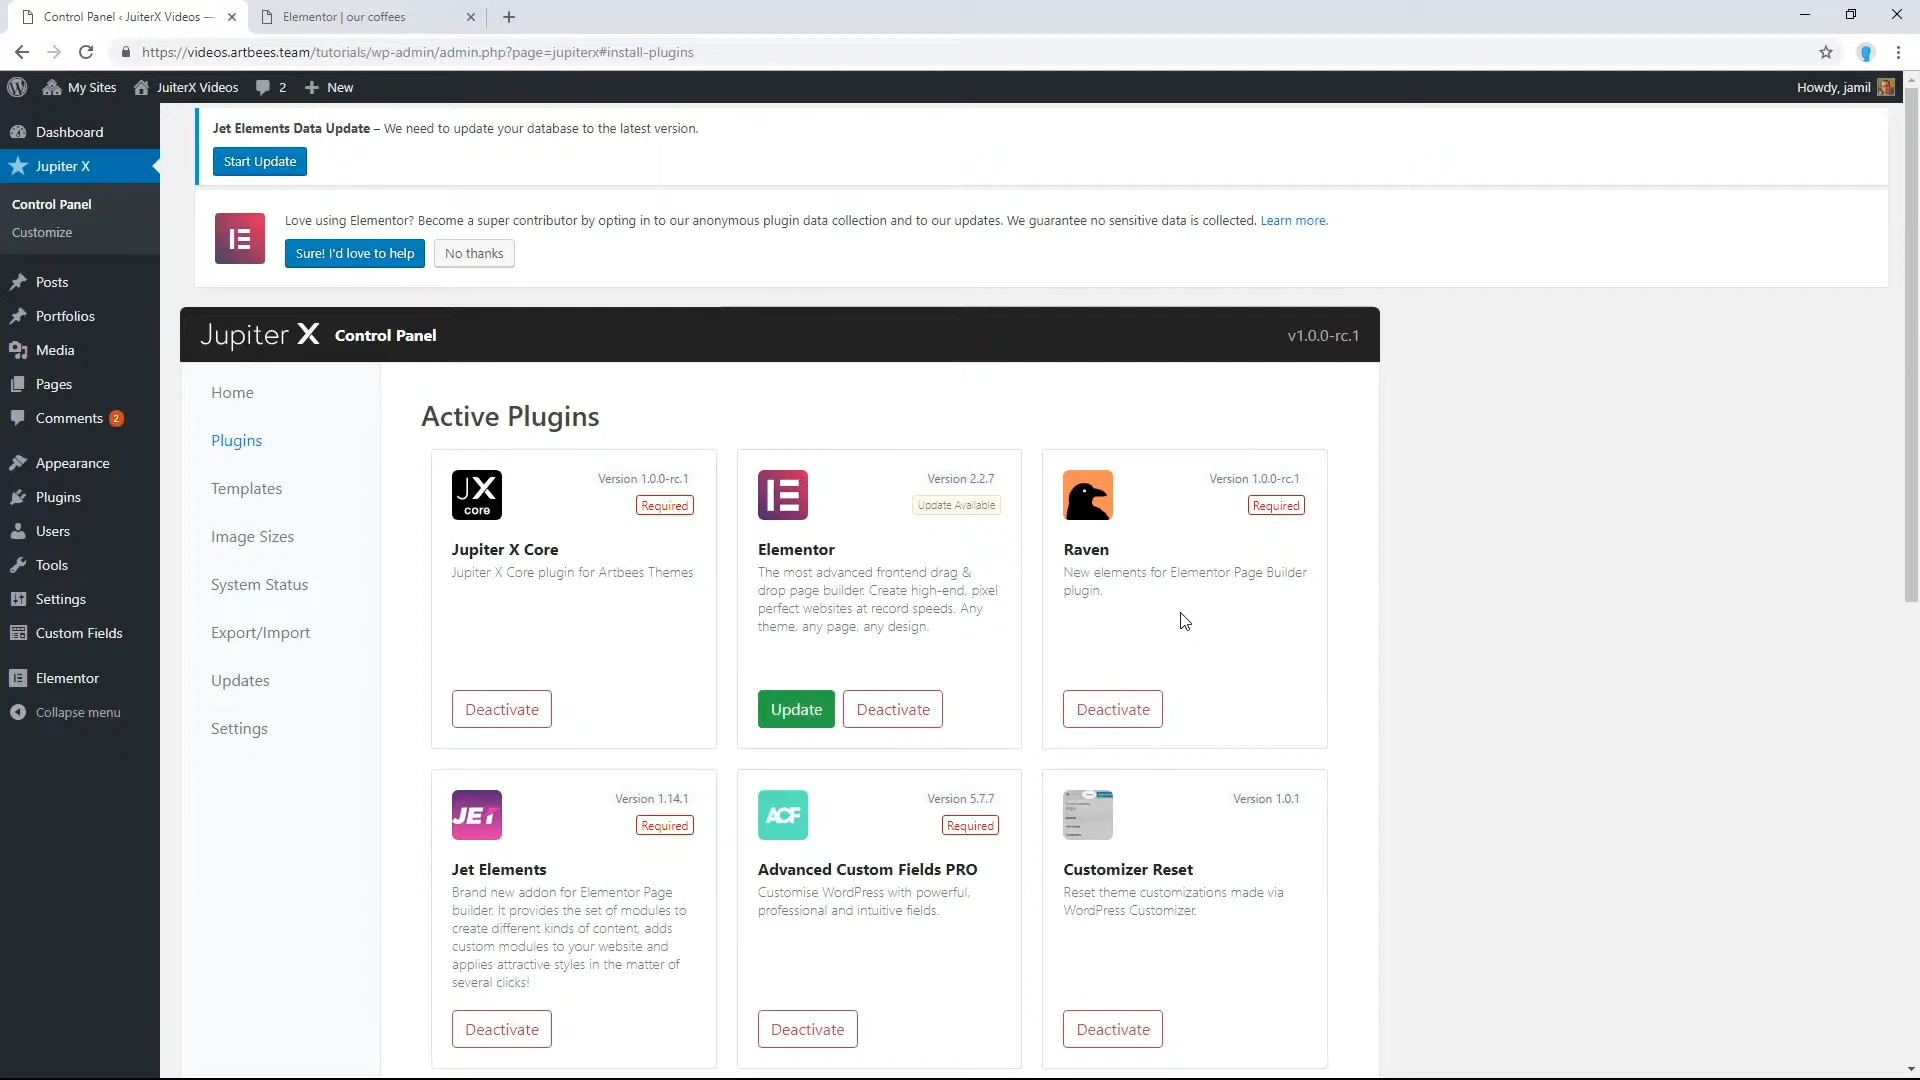 Control Panel ‹ JuiterX Videos —
Elementor | our coffees
https://videos.artbees.team/tutorials/wp-admin/admin.php?page=jupiterx#install-plugins
My Sites
JuiterX Videos
2
New
Howdy, jamil
Dashboard
Jupiter X
Control Panel
Customize
Posts
Portfolios
Media
Pages
Comments 2
Appearance
Plugins
Users
Tools
Settings
Custom Fields
Elementor
Collapse menu
Jet Elements Data Update – We need to update your database to the latest version.
Start Update
Love using Elementor? Become a super contributor by opting in to our anonymous plugin data collection and to our updates. We guarantee no sensitive data is collected. Learn more.
Sure! I'd love to help
No thanks
Jupiter X Control Panel
v1.0.0-rc.1
Home
Plugins
Templates
Image Sizes
System Status
Export/Import
Updates
Settings
Active Plugins
JX
core
Version 1.0.0-rc.1
Required
Jupiter X Core
Jupiter X Core plugin for Artbees Themes
Deactivate
Version 2.2.7
Update Available
Elementor
The most advanced frontend drag &
drop page builder. Create high-end, pixel
perfect websites at record speeds. Any
theme, any page, any design.
Update
Deactivate
Version 1.0.0-rc.1
Required
Raven
New elements for Elementor Page Builder
plugin.
Deactivate
JET
Version 1.14.1
Required
Jet Elements
Brand new addon for Elementor Page
builder. It provides the set of modules to
create different kinds of content, adds
custom modules to your website and
applies attractive styles in the matter of
several clicks!
Deactivate
ACF
Version 5.7.7
Required
Advanced Custom Fields PRO
Customise WordPress with powerful,
professional and intuitive fields.
Deactivate
Version 1.0.1
Customizer Reset
Reset theme customizations made via
WordPress Customizer.
Deactivate